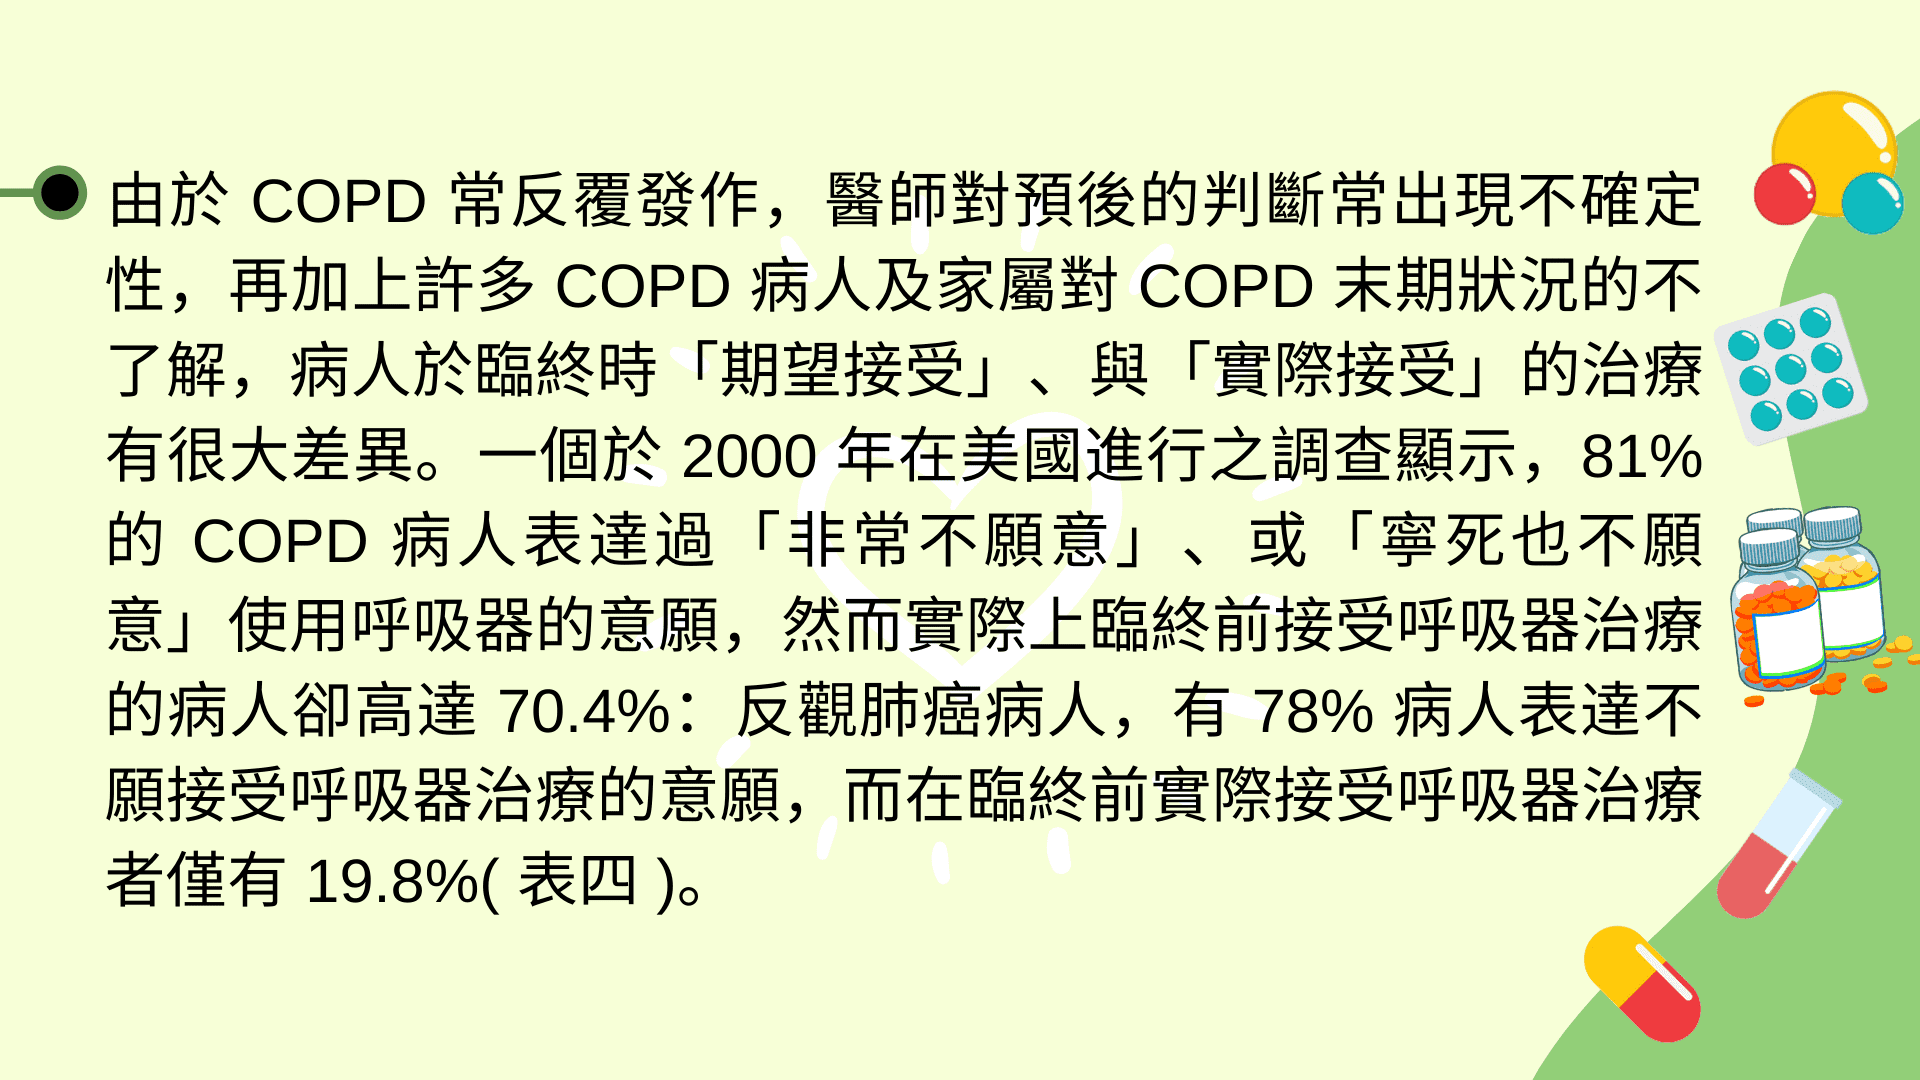 由於 COPD 常反覆發作，醫師對預後的判斷常出現不確定
性，再加上許多 COPD 病人及家屬對 COPD 末期狀況的不
了解，病人於臨終時「期望接受」、與「實際接受」的治療
有很大差異。一個於 2000 年在美國進行之調查顯示，81%
的 COPD 病人表達過「非常不願意」、或「寧死也不願
意」使用呼吸器的意願，然而實際上臨終前接受呼吸器治療
的病人卻高達 70.4%：反觀肺癌病人，有 78% 病人表達不
願接受呼吸器治療的意願，而在臨終前實際接受呼吸器治療
者僅有 19.8%( 表四 )。